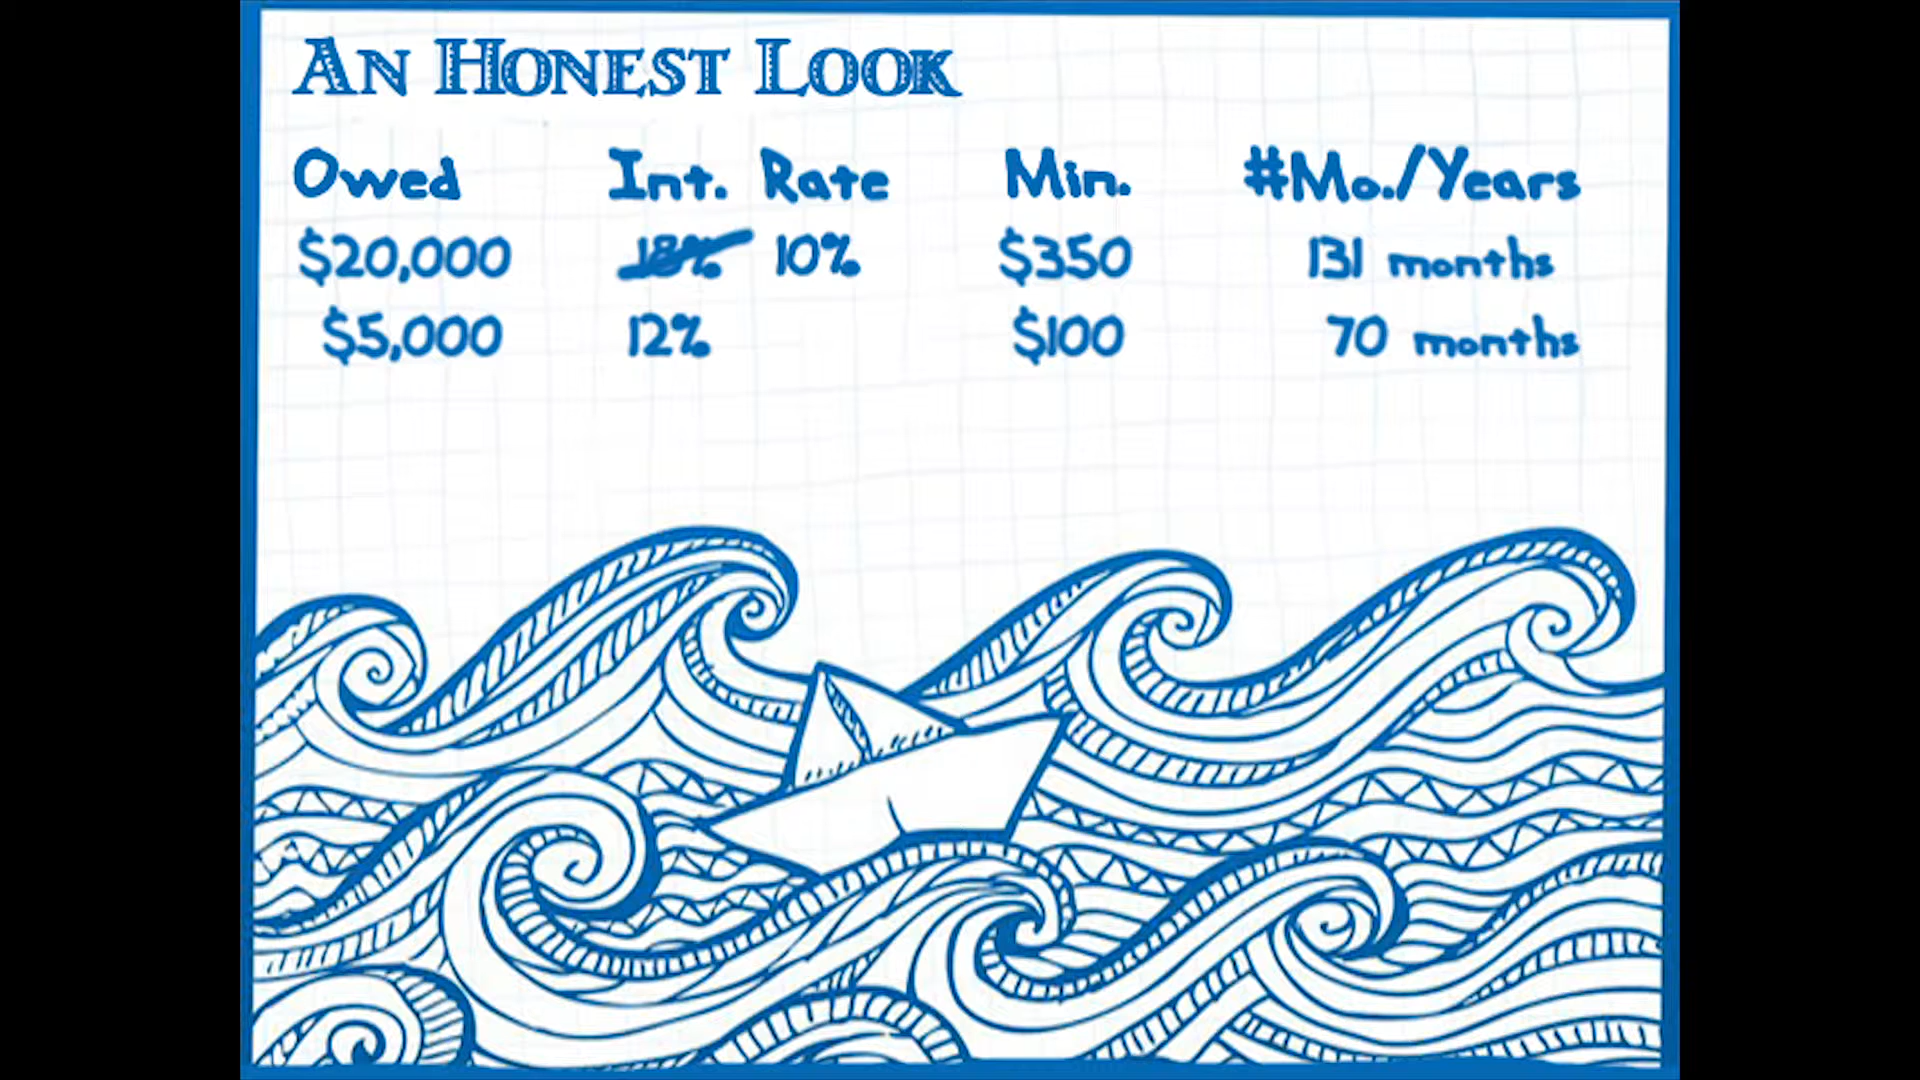 AN HONEST LOOK
Owed Int. Rate Min. #Mo./Years
$20,000 18% 10% $350 131 months
$5,000 12% $100 70 months